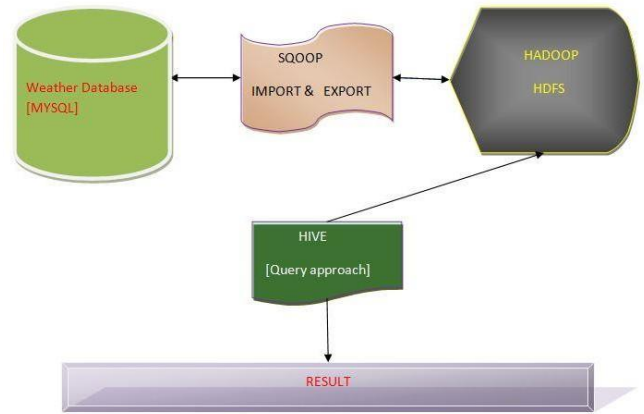 Weather Database
[MYSQL]
SQOOP
IMPORT & EXPORT
HADOOP
HDFS
HIVE
[Query approach]
RESULT